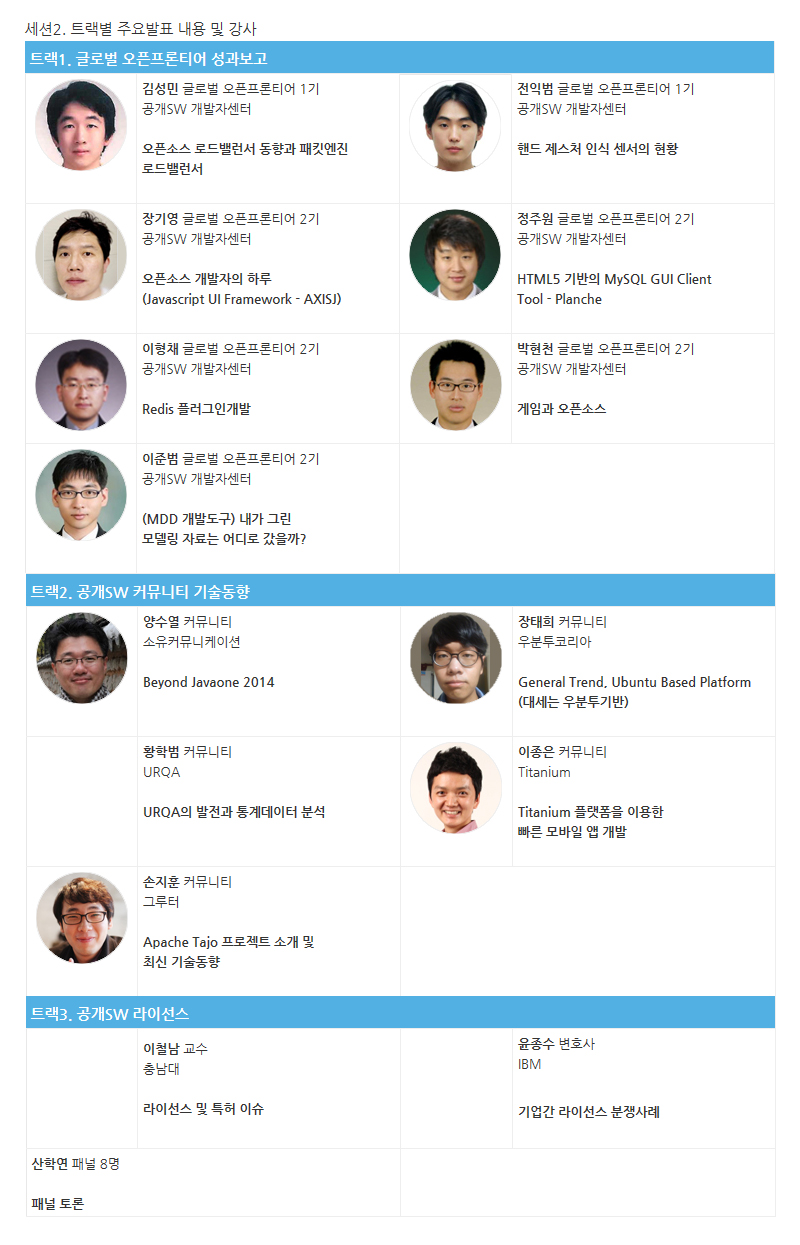 세션2. 트랙별 주요발표 내용 및 강사
트랙1. 글로벌 오픈프론티어 성과보고
김성민 글로벌 오픈프론티어 1기
공개SW 개발자센터
오픈소스 로드밸런서 동향과 패킷엔진
로드밸런서
전익범 글로벌 오픈프론티어 1기
공개SW 개발자센터
핸드 제스처 인식 센서의 현황
장기영 글로벌 오픈프론티어 2기
공개SW 개발자센터
오픈소스 개발자의 하루
(Javascript UI Framework - AXISJ)
정주원 글로벌 오픈프론티어 2기
공개SW 개발자센터
HTML5 기반의 MySQL GUI Client
Tool - Planche
이형채 글로벌 오픈프론티어 2기
공개SW 개발자센터
Redis 플러그인개발
박현천 글로벌 오픈프론티어 2기
공개SW 개발자센터
게임과 오픈소스
이준범 글로벌 오픈프론티어 2기
공개SW 개발자센터
(MDD 개발도구) 내가 그린
모델링 자료는 어디로 갔을까?
트랙2. 공개SW 커뮤니티 기술동향
양수열 커뮤니티
소유커뮤니케이션
Beyond Javaone 2014
장태희 커뮤니티
우분투코리아
General Trend, Ubuntu Based Platform
(대세는 우분투기반)
황학범 커뮤니티
URQA
URQA의 발전과 통계데이터 분석
이종은 커뮤니티
Titanium
Titanium 플랫폼을 이용한
빠른 모바일 앱 개발
손지훈 커뮤니티
그루터
Apache Tajo 프로젝트 소개 및
최신 기술동향
트랙3. 공개SW 라이선스
이철남 교수
충남대
라이선스 및 특허 이슈
윤종수 변호사
IBM
기업간 라이선스 분쟁사례
산학연 패널 8명
패널 토론